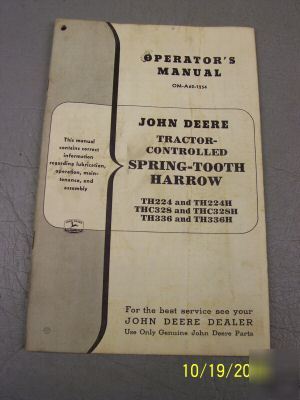 OPERATOR'S
MANUAL
OM-A60-1254
JOHN DEERE
TRACTOR-
CONTROLLED
SPRING-TOOTH
HARROW
TH224 and TH224H
THC328 and THC328H
TH336 and TH336H
This manual
contains correct
information
regarding lubrication,
operation, main-
tenance, and
assembly
For the best service see your
JOHN DEERE DEALER
Use Only Genuine John Deere Parts
10/19/20